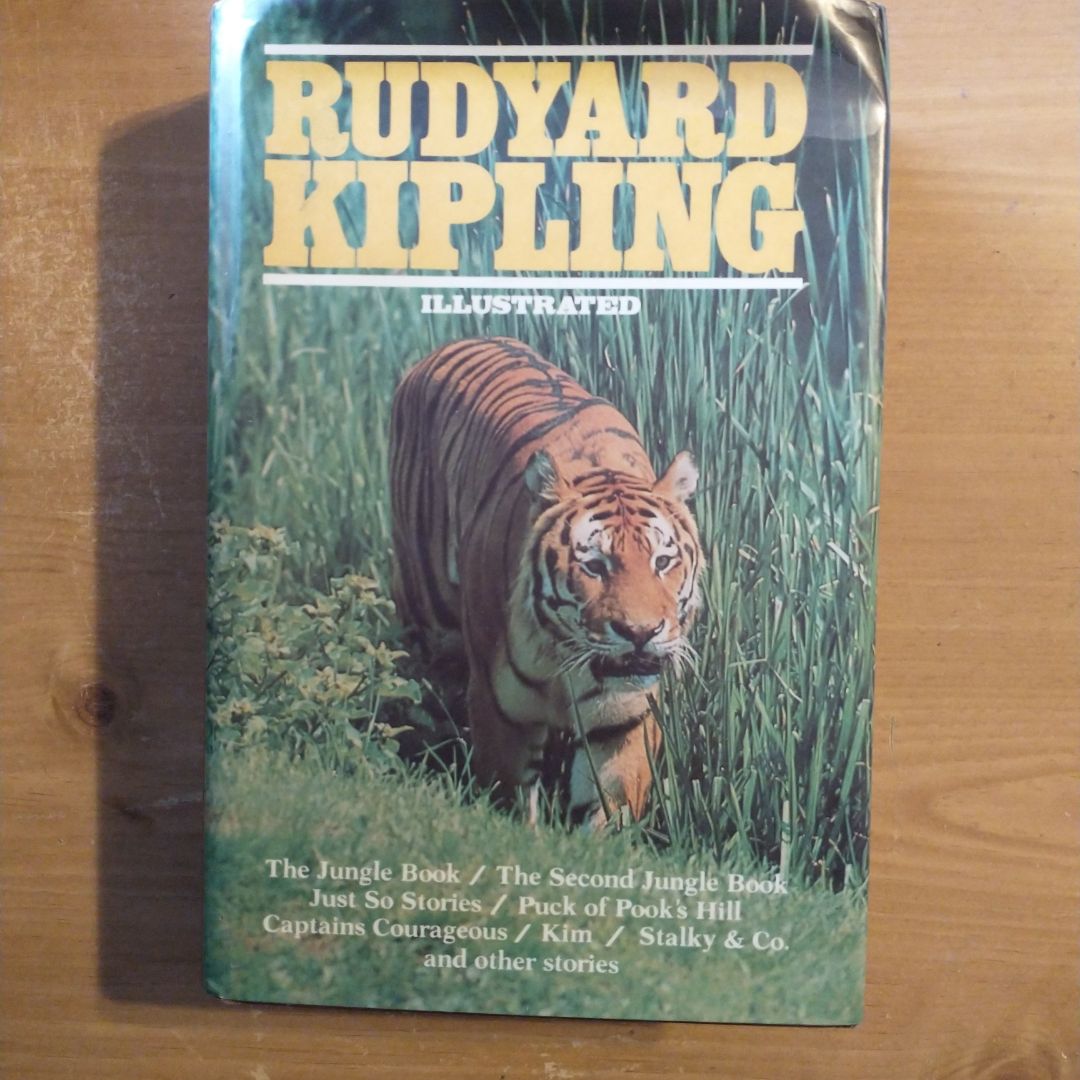 RUDYARD
KIPLING
ILLUSTRATED
The Jungle Book / The Second Jungle Book
Just So Stories / Puck of Pook's Hill
Captains Courageous / Kim / Stalky & Co.
and other stories